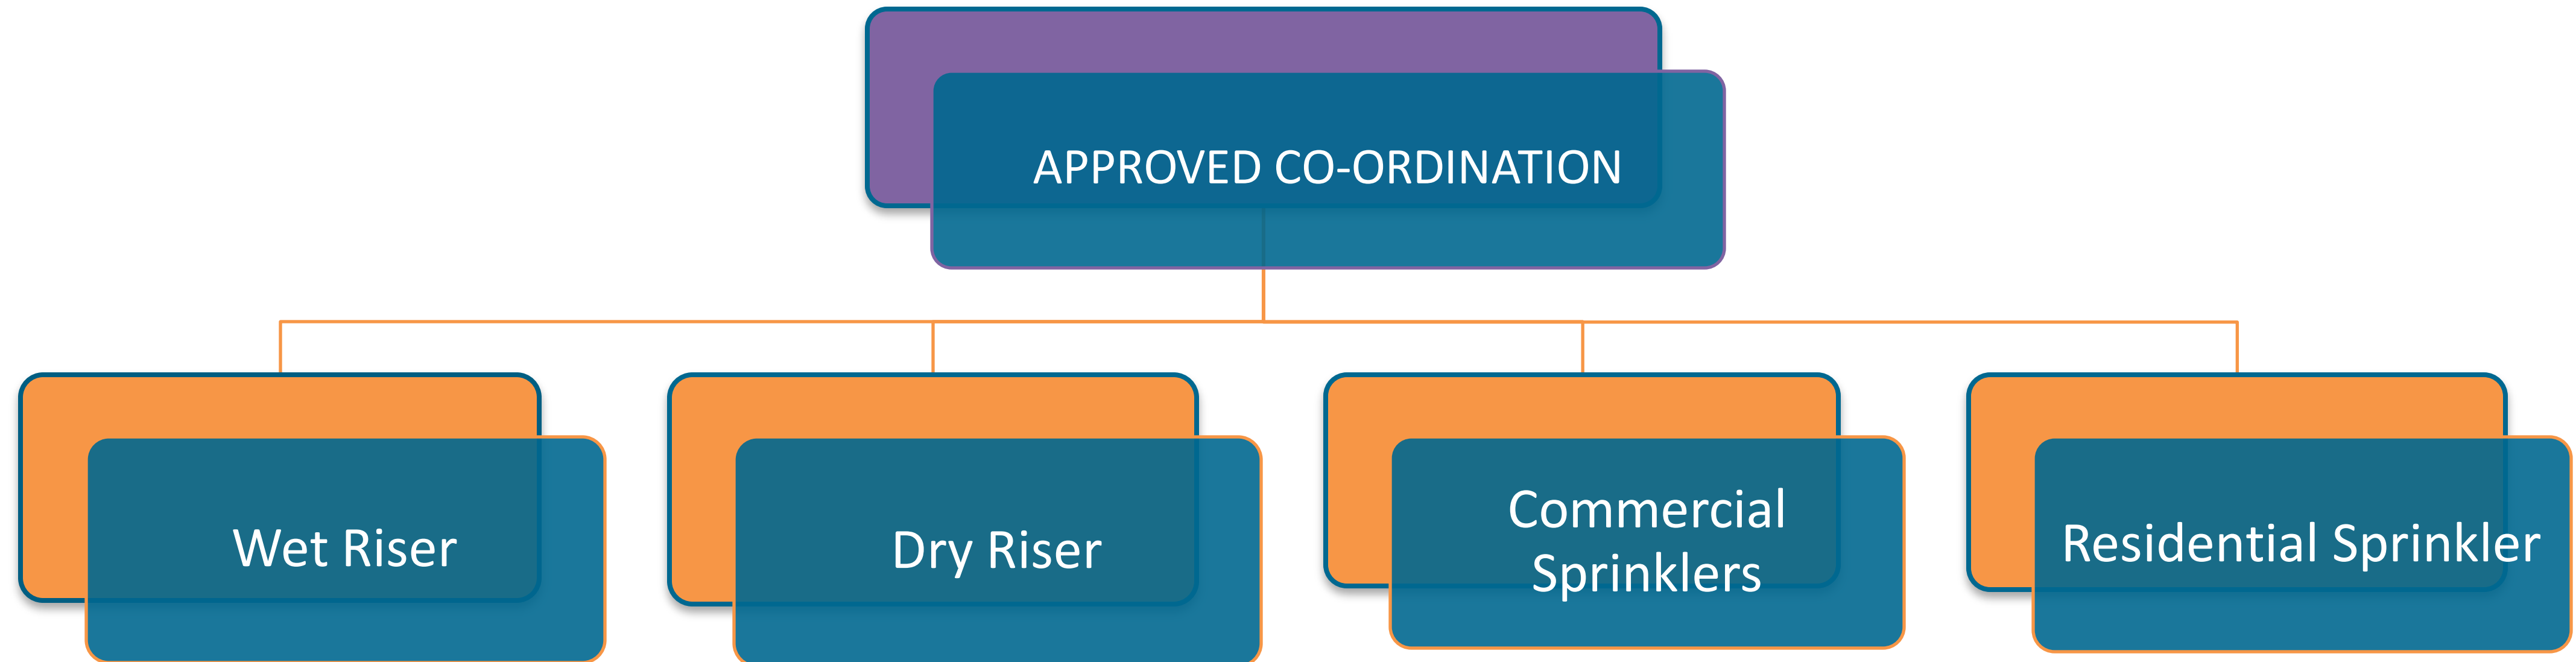 APPROVED CO-ORDINATION
Wet Riser
Dry Riser
Commercial
Sprinklers
Residential Sprinkler